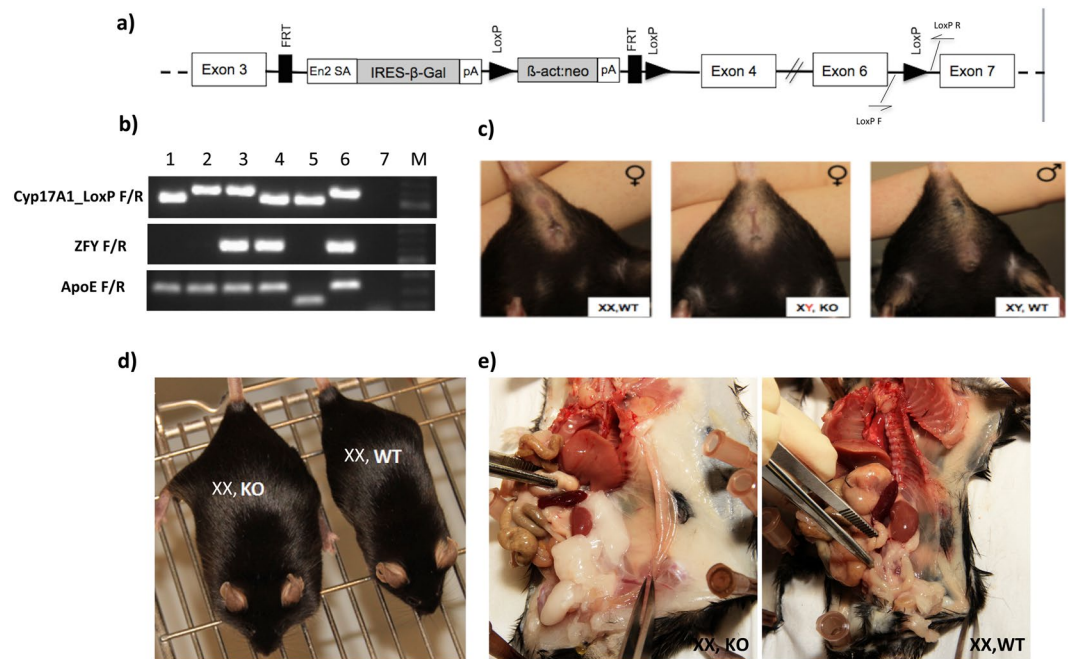 a)
FRT
LoxP
FRT
LoxP
LoxP
LoxP R
Exon 3
En2 SA
IRES-β-Gal
pA
ß-act:neo
pA
Exon 4
Exon 6
Exon 7
LoxP F
b)
1 2 3 4 5 6 7 M
Cyp17A1_LoxP F/R
ZFY F/R
ApoE F/R
c)
♀
♀
♂
XX,WT
XY, KO
XY, WT
d)
XX, KO
XX, WT
e)
XX, KO
XX,WT